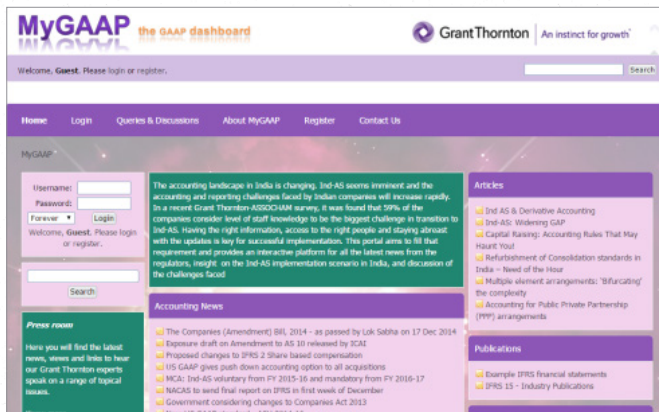 MyGAAP the GAAP dashboard
Grant Thornton An instinct for growth
Welcome, Guest. Please login or register.
Search
Home Login Queries & Discussions About MyGAAP Register Contact Us
MyGAAP
Username:
Password:
Forever Login
Welcome, Guest. Please login
or register.
Search
Press room
Here you will find the latest
news, views and links to hear
our Grant Thornton experts
speak on a range of topical
issues.
The accounting landscape in India is changing. Ind-AS seems imminent and the
accounting and reporting challenges faced by Indian companies will increase rapidly.
In a recent Grant Thornton-ASSOCHAM survey, it was found that 59% of the
companies consider level of staff knowledge to be the biggest challenge in transition to
Ind-AS. Having the right information, access to the right people and staying abreast
with the updates is key for successful implementation. This portal aims to fill that
requirement and provides an interactive platform for all the latest news from the
regulators, insight on the Ind-AS implementation scenario in India, and discussion of
the challenges faced
Accounting News
The Companies (Amendment) Bill, 2014 - as passed by Lok Sabha on 17 Dec 2014
Exposure draft on Amendment to AS 10 released by ICAI
Proposed changes to IFRS 2 Share based compensation
US GAAP gives push down accounting option to all acquisitions
MCA: Ind-AS voluntary from FY 2015-16 and mandatory from FY 2016-17
NACAS to send final report on IFRS in first week of December
Government considering changes to Companies Act 2013
Articles
Ind AS & Derivative Accounting
Ind-AS: Widening GAP
Capital Raising: Accounting Rules That May
Haunt You!
Refurbishment of Consolidation standards in
India – Need of the Hour
Multiple element arrangements: 'Bifurcating'
the complexity
Accounting for Public Private Partnership
(PPP) arrangements
Publications
Example IFRS financial statements
IFRS 15 - Industry Publications